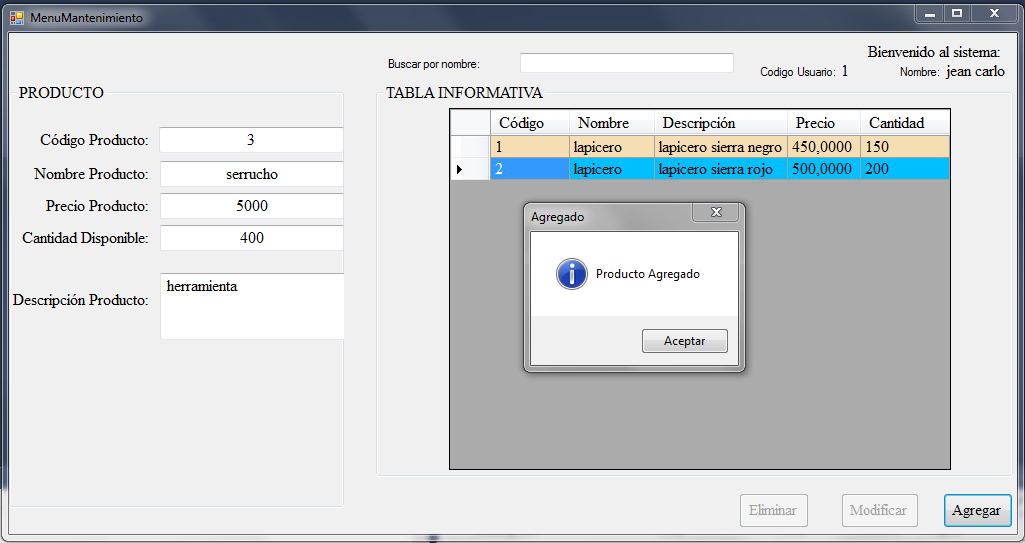 MenuMantenimiento
Bienvenido al sistema:
Buscar por nombre:
Codigo Usuario: 1 Nombre: jean carlo
PRODUCTO
TABLA INFORMATIVA
Código Producto: 3
Nombre Producto: serrucho
Precio Producto: 5000
Cantidad Disponible: 400
Descripción Producto: herramienta
Código Nombre Descripción Precio Cantidad
1 lapicero lapicero sierra negro 450,0000 150
2 lapicero lapicero sierra rojo 500,0000 200
Agregado
Producto Agregado
Aceptar
Eliminar Modificar Agregar